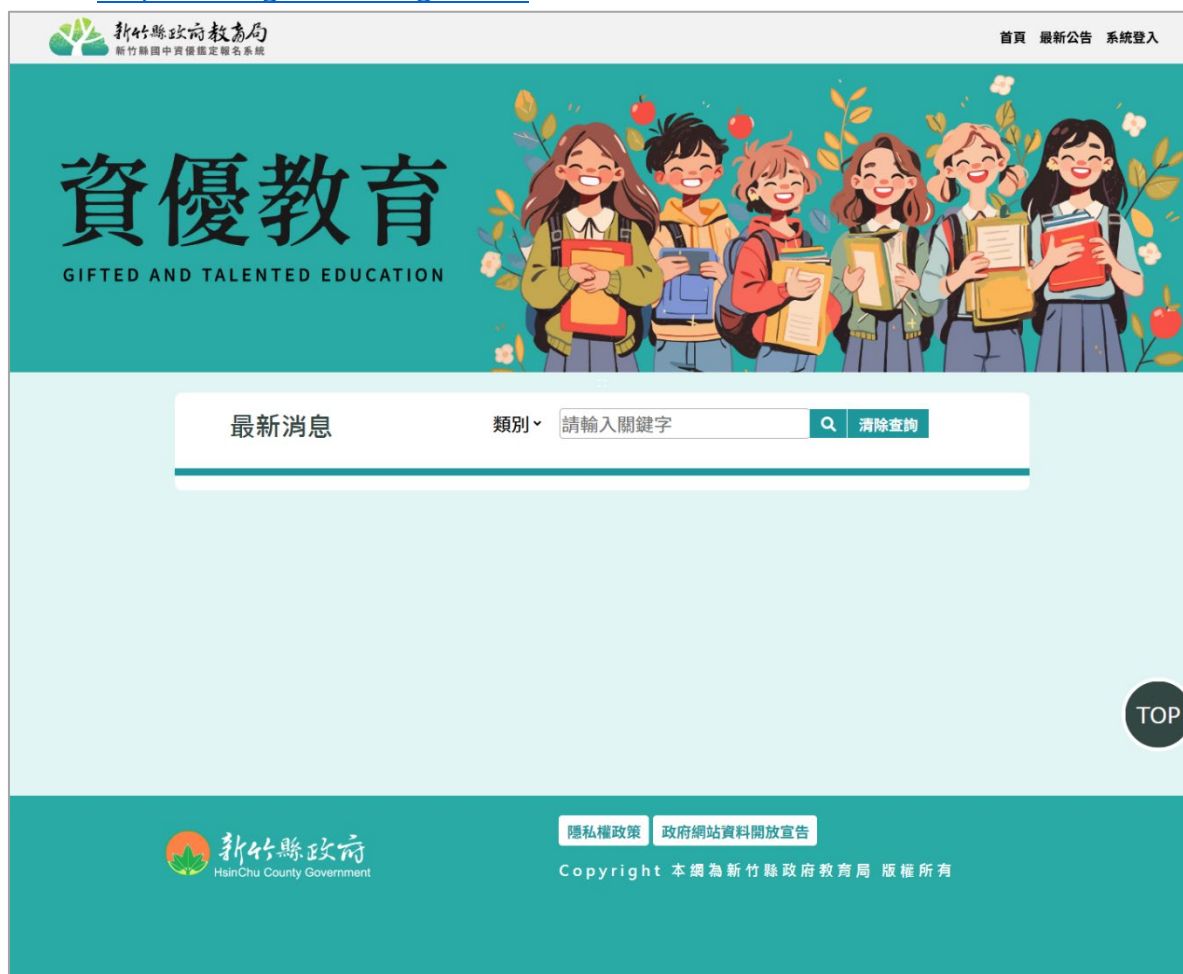 新竹縣政府教育局
新竹縣國中資優鑑定報名系統
首頁 最新公告 系統登入
資優教育
GIFTED AND TALENTED EDUCATION
最新消息 類別 請輸入關鍵字 清除查詢
TOP
新竹縣政府
HsinChu County Government
隱私權政策 政府網站資料開放宣告
Copyright 本網為新竹縣政府教育局 版權所有